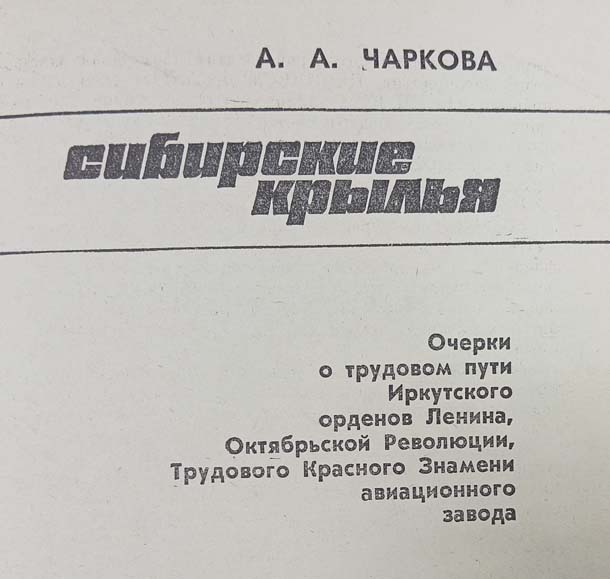 А. А. ЧАРКОВА
сибирские
крылья
Очерки
о трудовом пути
Иркутского
орденов Ленина,
Октябрьской Революции,
Трудового Красного Знамени
авиационного
завода